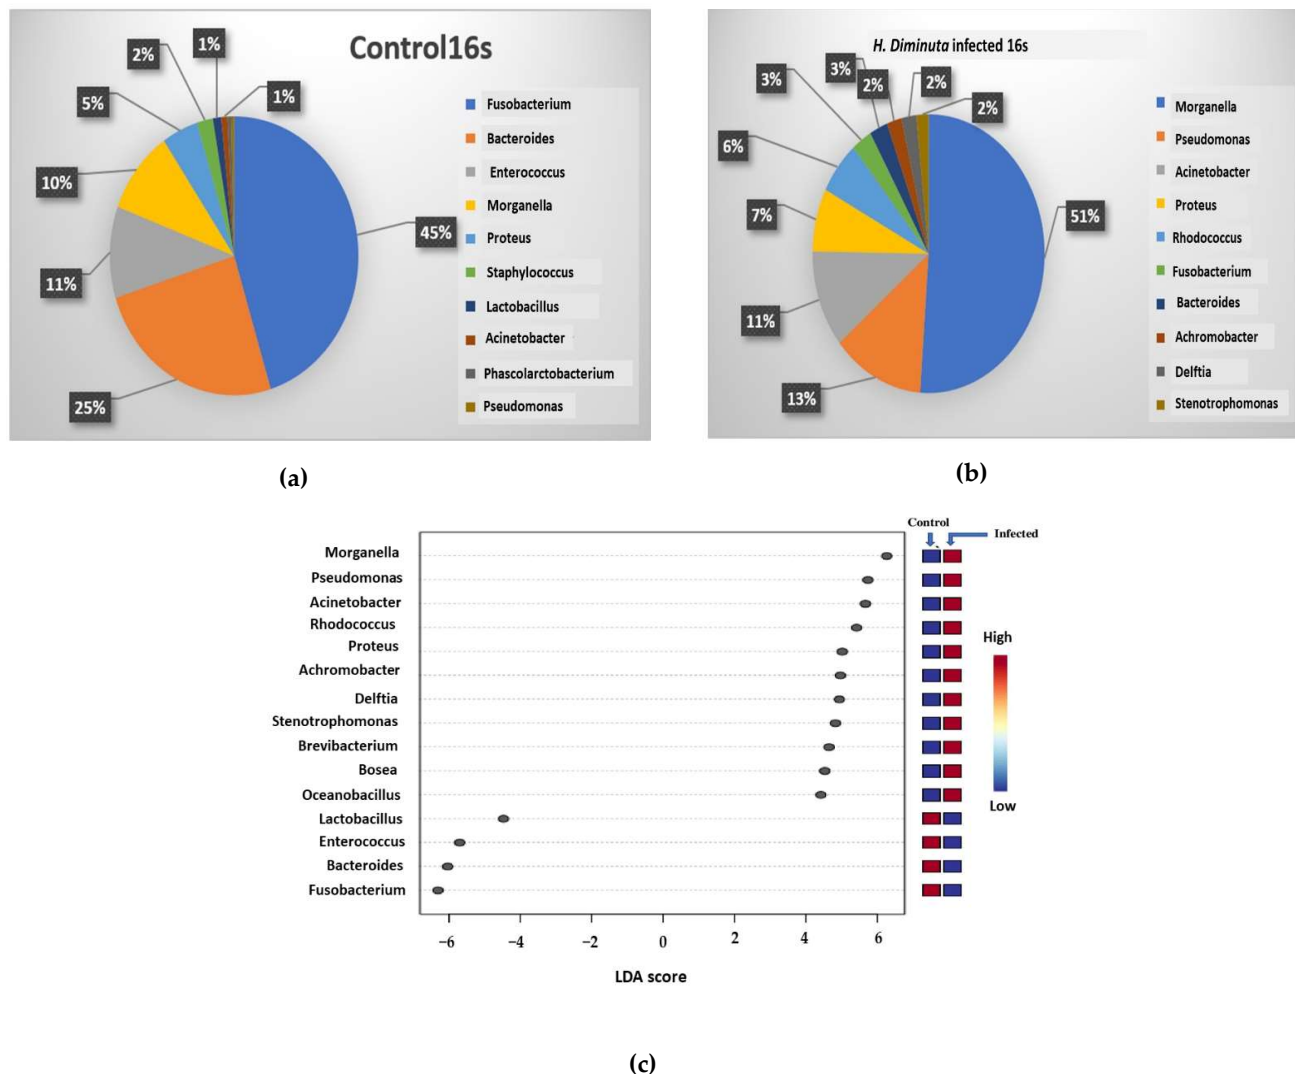 Control16s
1%
2%
1%
5%
10%
45%
11%
25%
Fusobacterium
Bacteroides
Enterococcus
Morganella
Proteus
Staphylococcus
Lactobacillus
Acinetobacter
Phascolarctobacterium
Pseudomonas
(a)
H. Diminuta infected 16s
3%
3%
2%
2%
2%
6%
7%
51%
11%
13%
Morganella
Pseudomonas
Acinetobacter
Proteus
Rhodococcus
Fusobacterium
Bacteroides
Achromobacter
Delftia
Stenotrophomonas
(b)
Control
Infected
Morganella
Pseudomonas
Acinetobacter
Rhodococcus
Proteus
Achromobacter
Delftia
Stenotrophomonas
Brevibacterium
Bosea
Oceanobacillus
Lactobacillus
Enterococcus
Bacteroides
Fusobacterium
High
Low
−6 −4 −2 0 2 4 6
LDA score
(c)